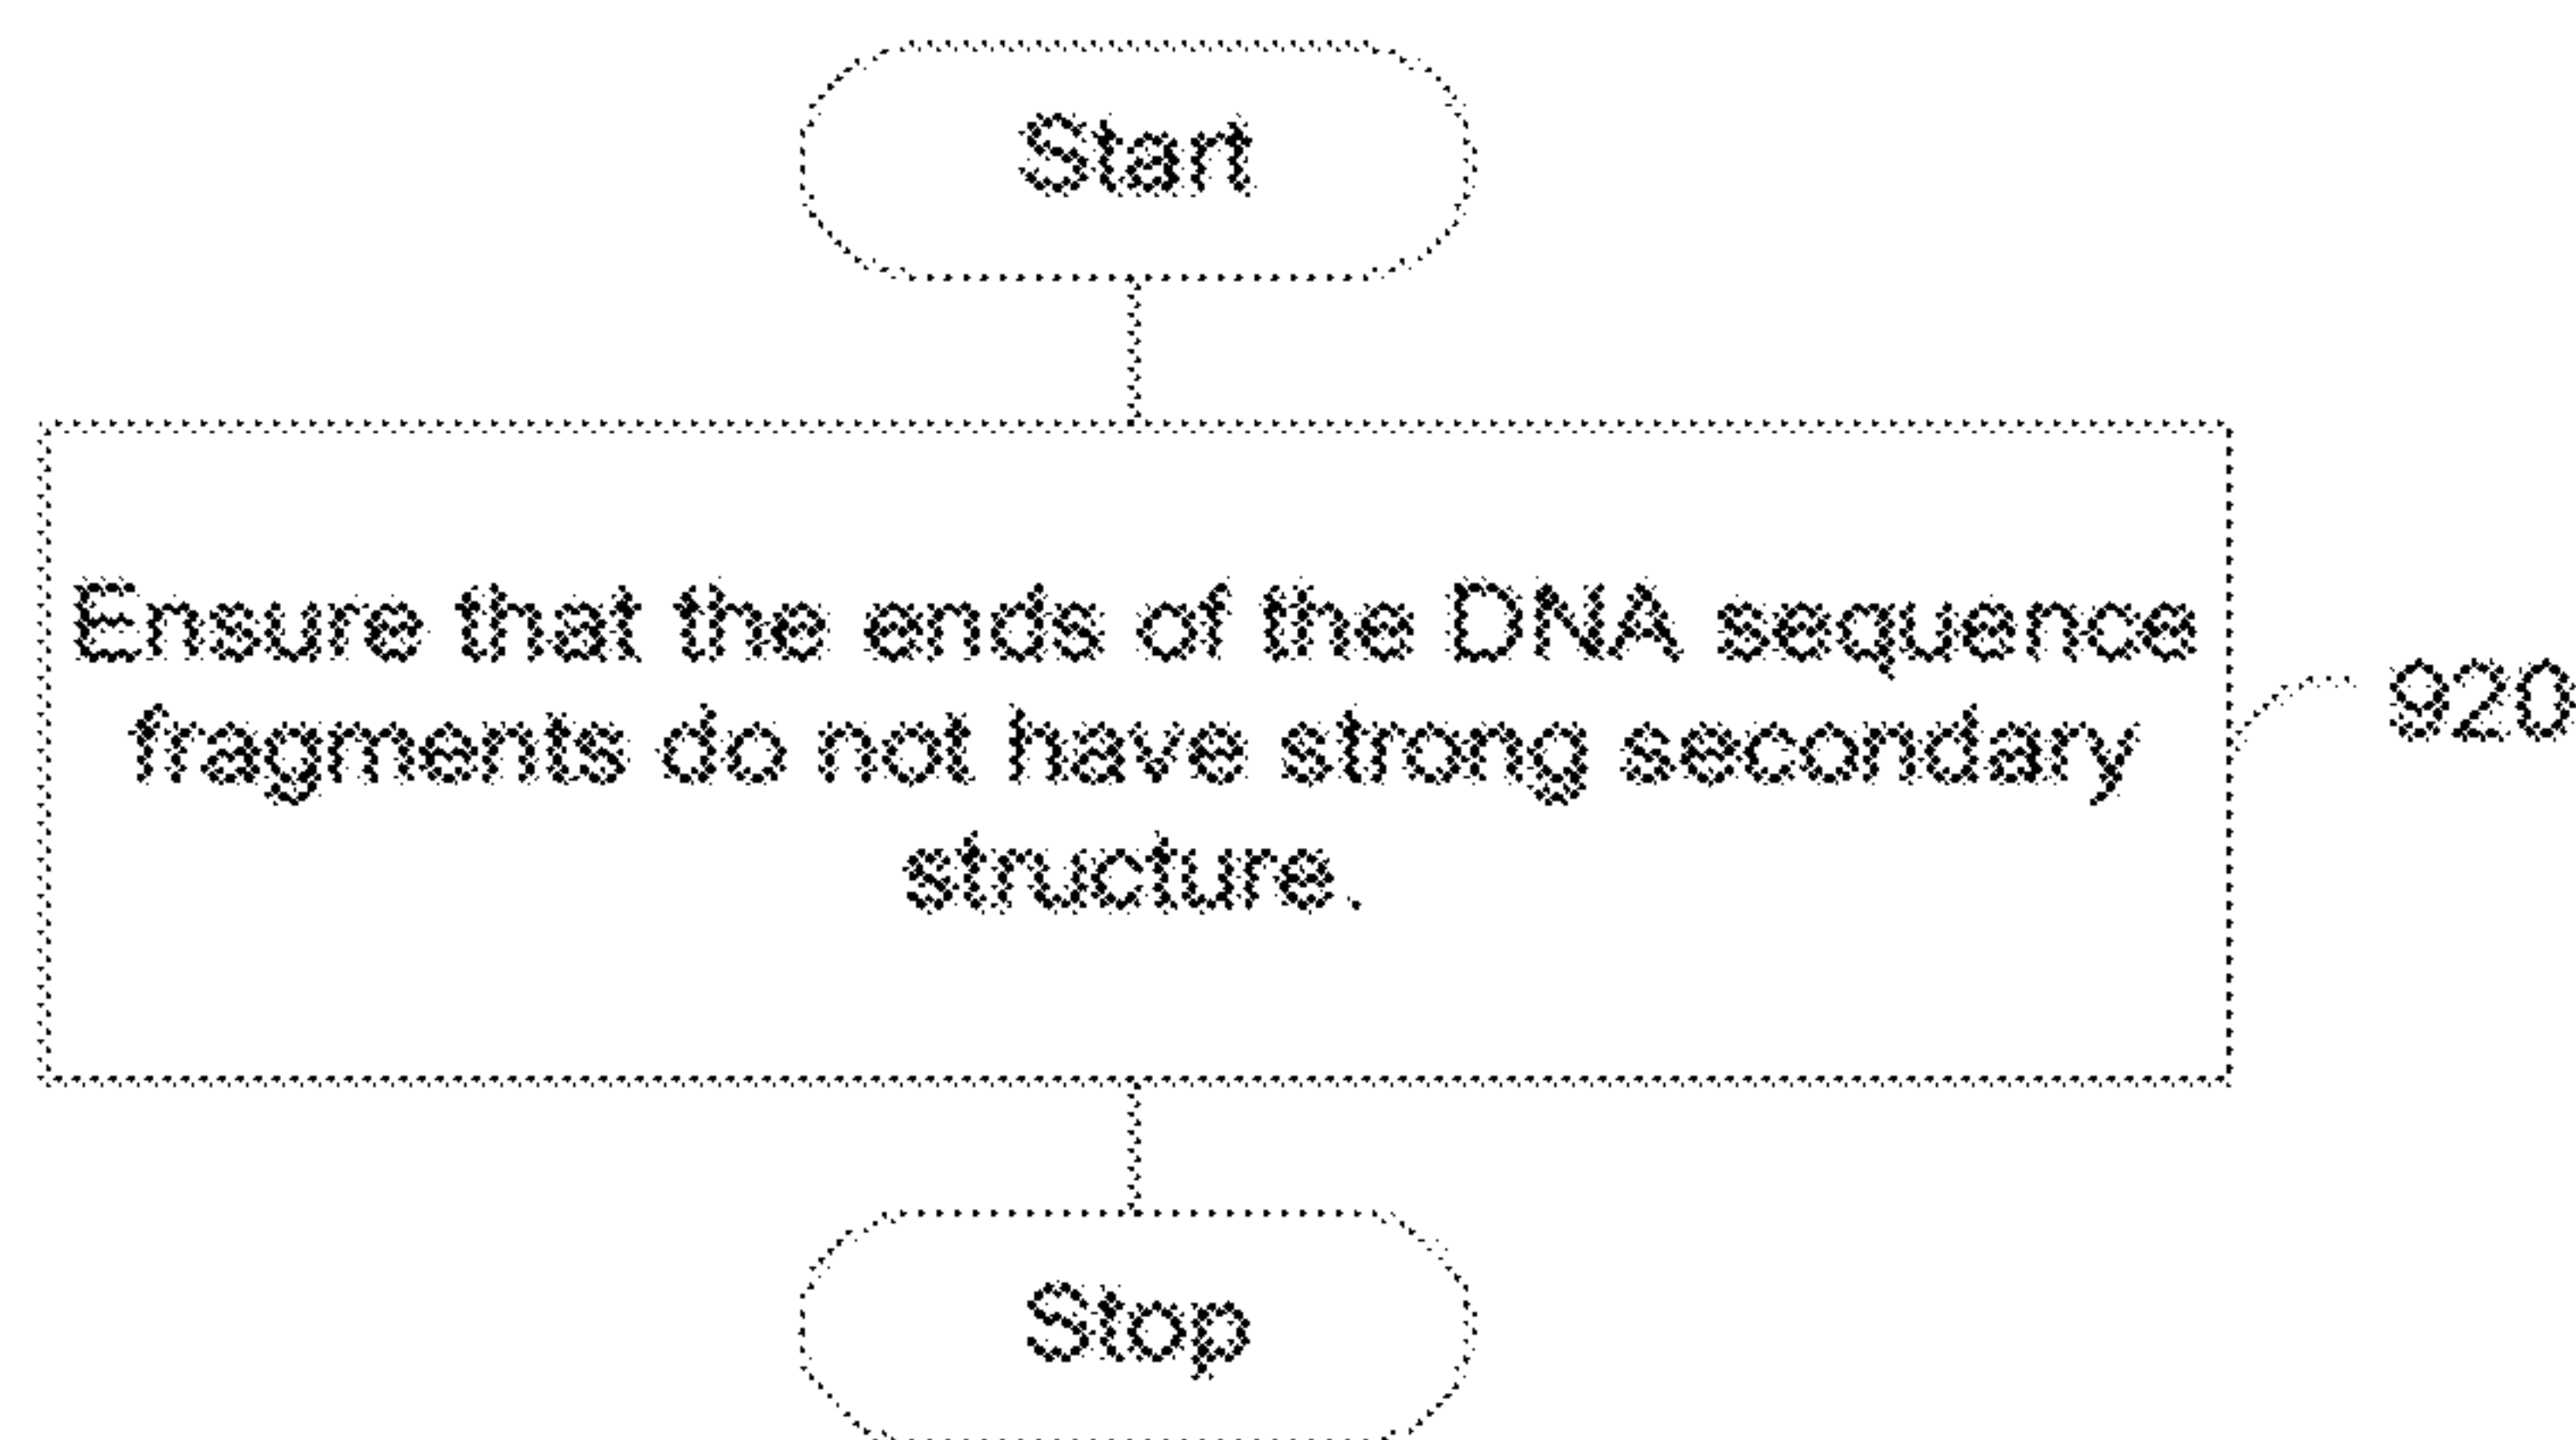 Start
Ensure that the ends of the DNA sequence
fragments do not have strong secondary
structure.
920
Stop